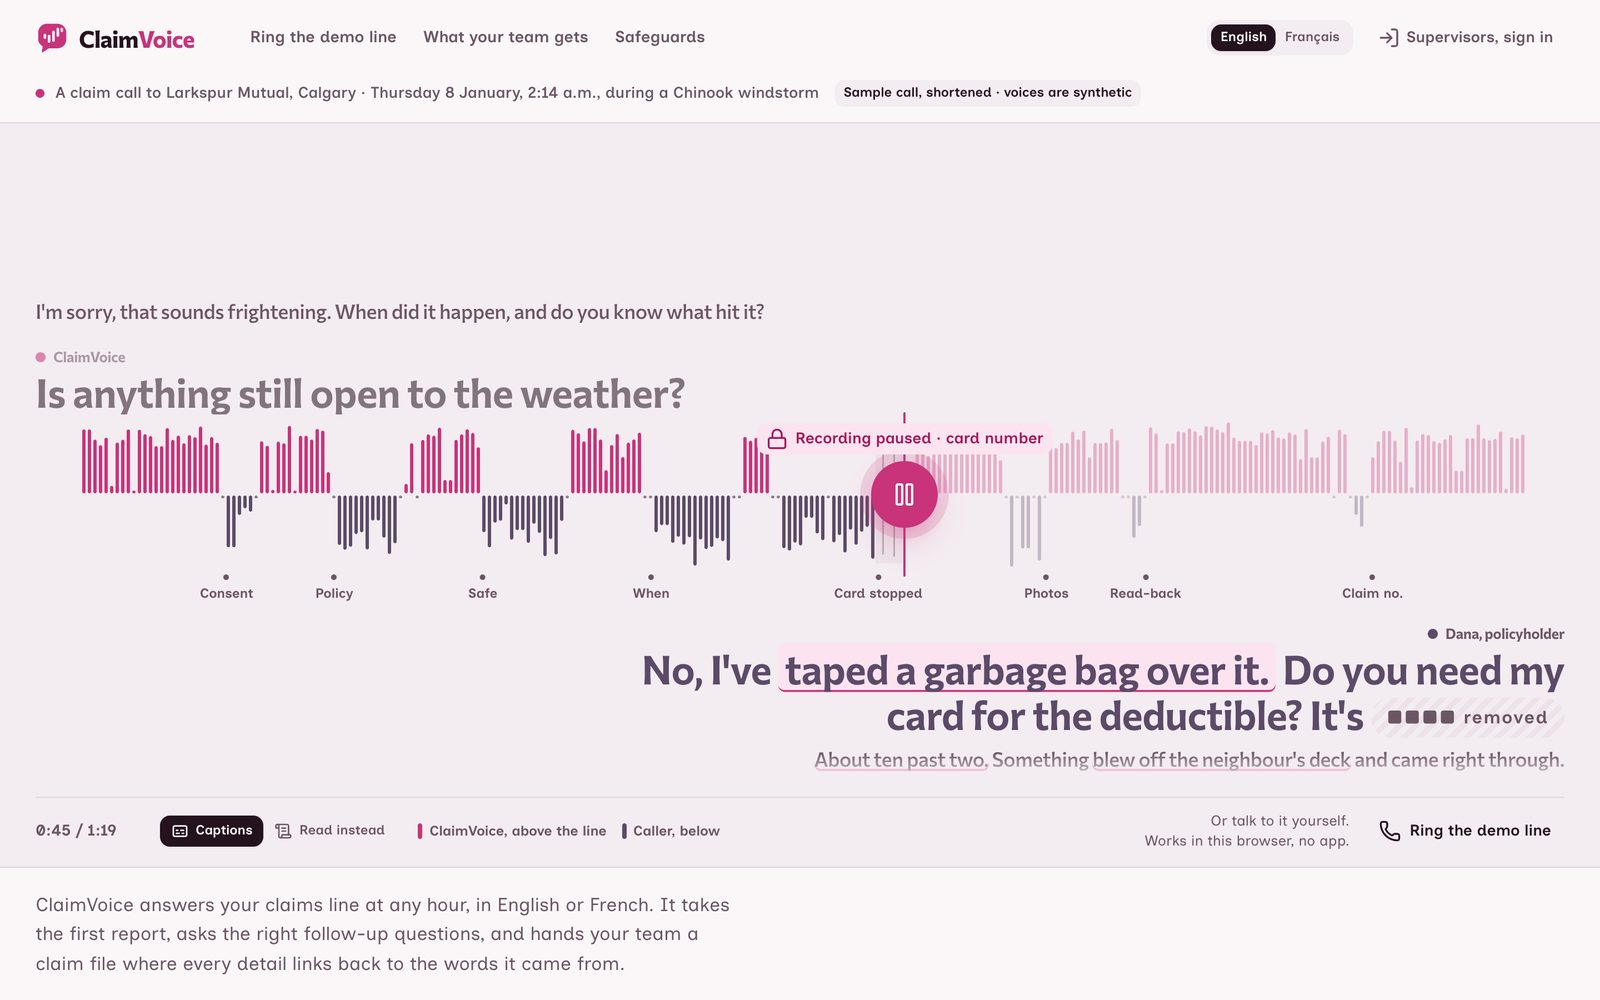 ClaimVoice
Ring the demo line
What your team gets
Safeguards
English
Français
Supervisors, sign in
A claim call to Larkspur Mutual, Calgary · Thursday 8 January, 2:14 a.m., during a Chinook windstorm
Sample call, shortened · voices are synthetic
I'm sorry, that sounds frightening. When did it happen, and do you know what hit it?
ClaimVoice
Is anything still open to the weather?
Recording paused · card number
Consent
Policy
Safe
When
Card stopped
Photos
Read-back
Claim no.
Dana, policyholder
No, I've taped a garbage bag over it. Do you need my
card for the deductible? It's ■■■■ removed
About ten past two. Something blew off the neighbour's deck and came right through.
0:45 / 1:19
Captions
Read instead
ClaimVoice, above the line
Caller, below
Or talk to it yourself.
Works in this browser, no app.
Ring the demo line
ClaimVoice answers your claims line at any hour, in English or French. It takes
the first report, asks the right follow-up questions, and hands your team a
claim file where every detail links back to the words it came from.